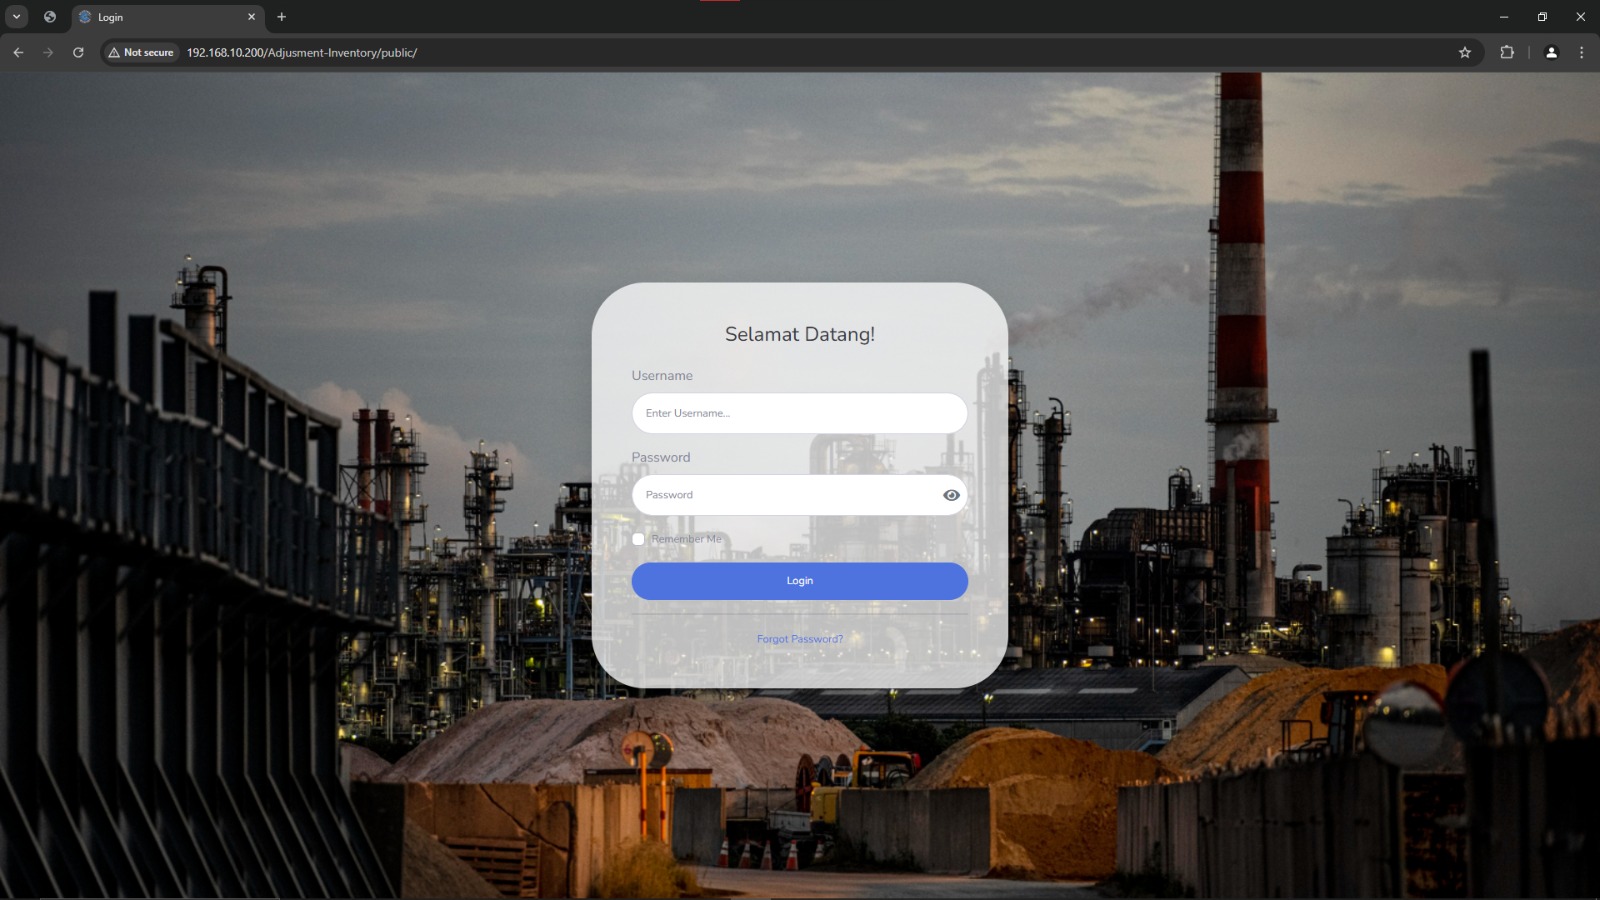 Login
Not secure
192.168.10.200/Adjusment-Inventory/public/
Selamat Datang!
Username
Enter Username...
Password
Password
Remember Me
Login
Forgot Password?